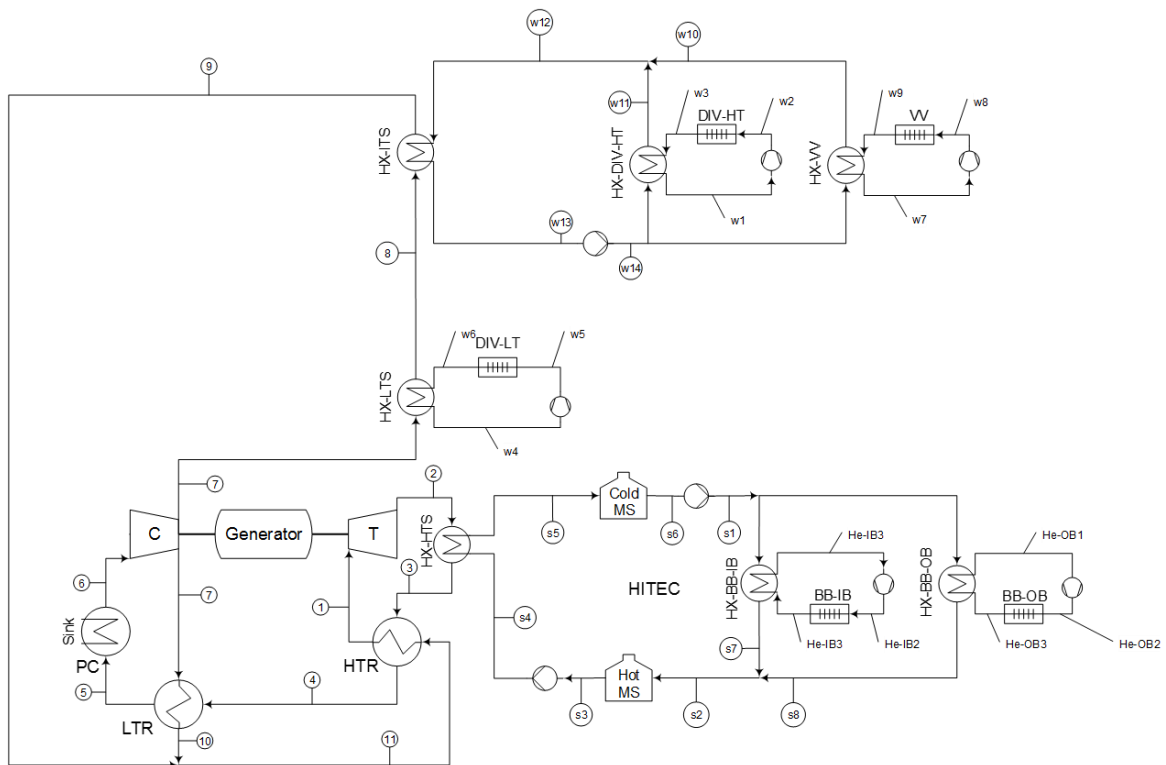 w12
w10
9
w3
w2
DIV-HT
w11
w9
VV
w8
HX-ITS
HX-DIV-HT
HX-VV
w1
w7
w13
w14
8
w6
DIV-LT
w5
HX-LTS
w4
7
2
C
Generator
T
HX-HTS
s5
Cold
MS
s6
s1
3
6
7
1
HITEC
He-IB3
He-OB1
HX-BB-IB
BB-IB
HX-BB-OB
BB-OB
Sink
PC
s4
He-IB3
He-IB2
He-OB3
He-OB2
s7
HTR
5
4
Hot
MS
LTR
s3
s2
s8
10
11